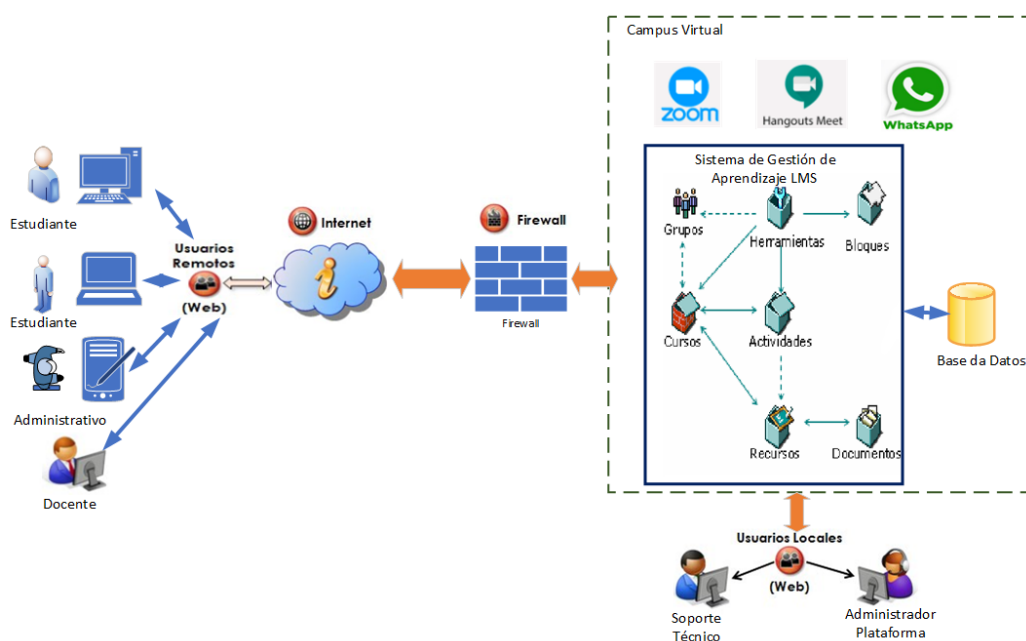 Campus Virtual
zoom
Hangouts Meet
WhatsApp
Sistema de Gestión de
Aprendizaje LMS
Grupos
Herramientas
Bloques
Cursos
Actividades
Recursos
Documentos
Base da Datos
Estudiante
Estudiante
Administrativo
Docente
Usuarios
Remotos
(Web)
Internet
Firewall
Firewall
Usuarios Locales
(Web)
Soporte
Técnico
Administrador
Plataforma